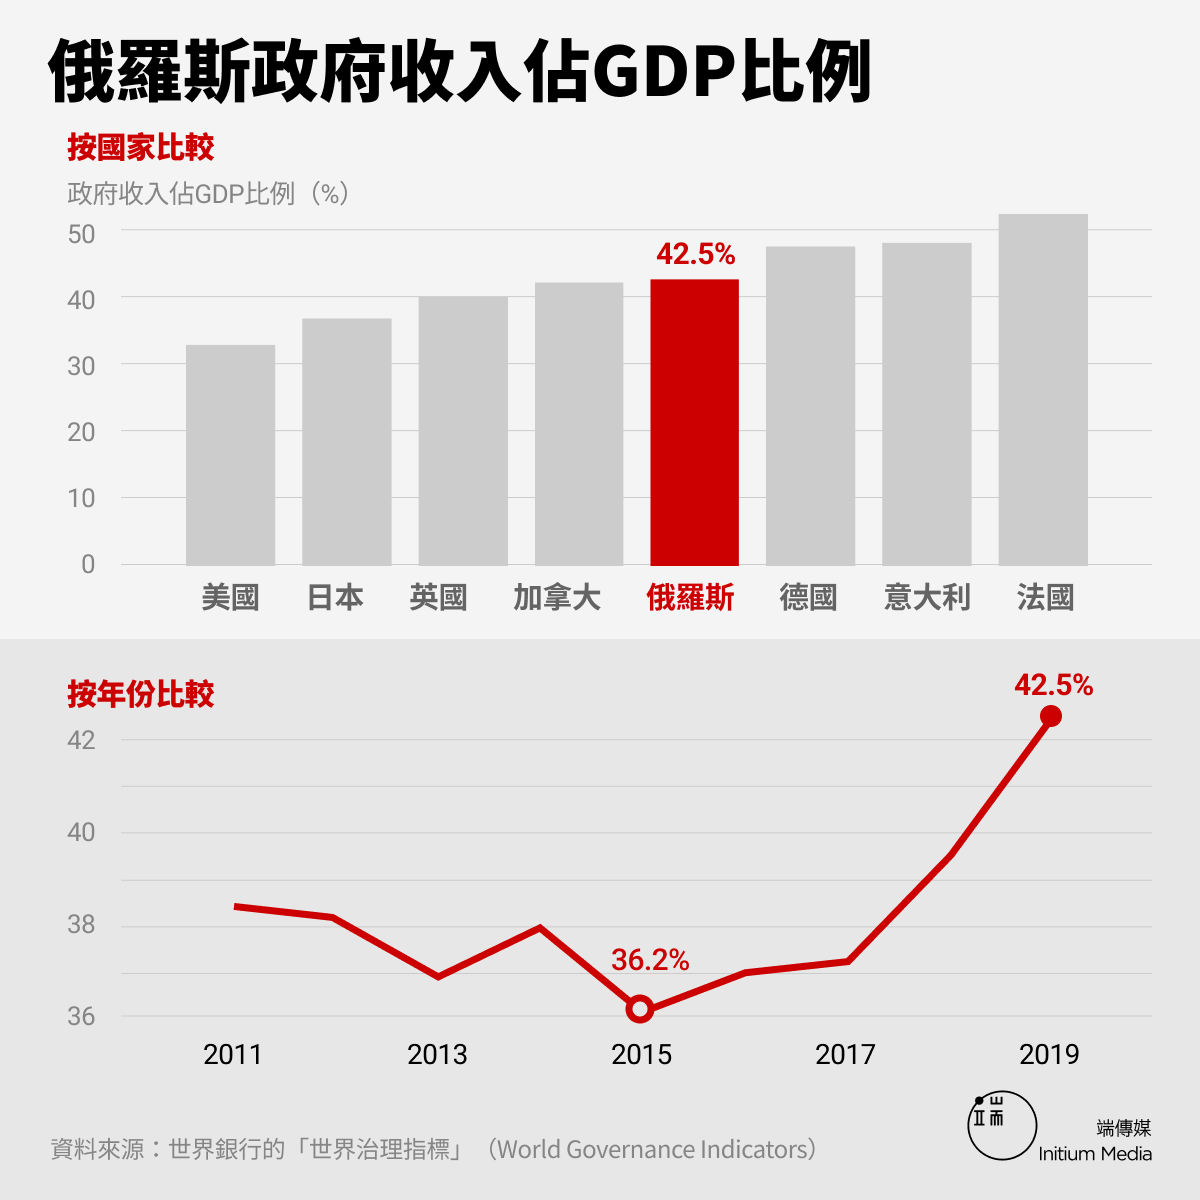 俄羅斯政府收入佔GDP比例
按國家比較
政府收入佔GDP比例（%）
50
40
30
20
10
0
42.5%
美國 日本 英國 加拿大 俄羅斯 德國 意大利 法國
按年份比較
42.5%
42
40
38
36
36.2%
2011 2013 2015 2017 2019
資料來源：世界銀行的「世界治理指標」（World Governance Indicators）
端
端傳媒
Initium Media